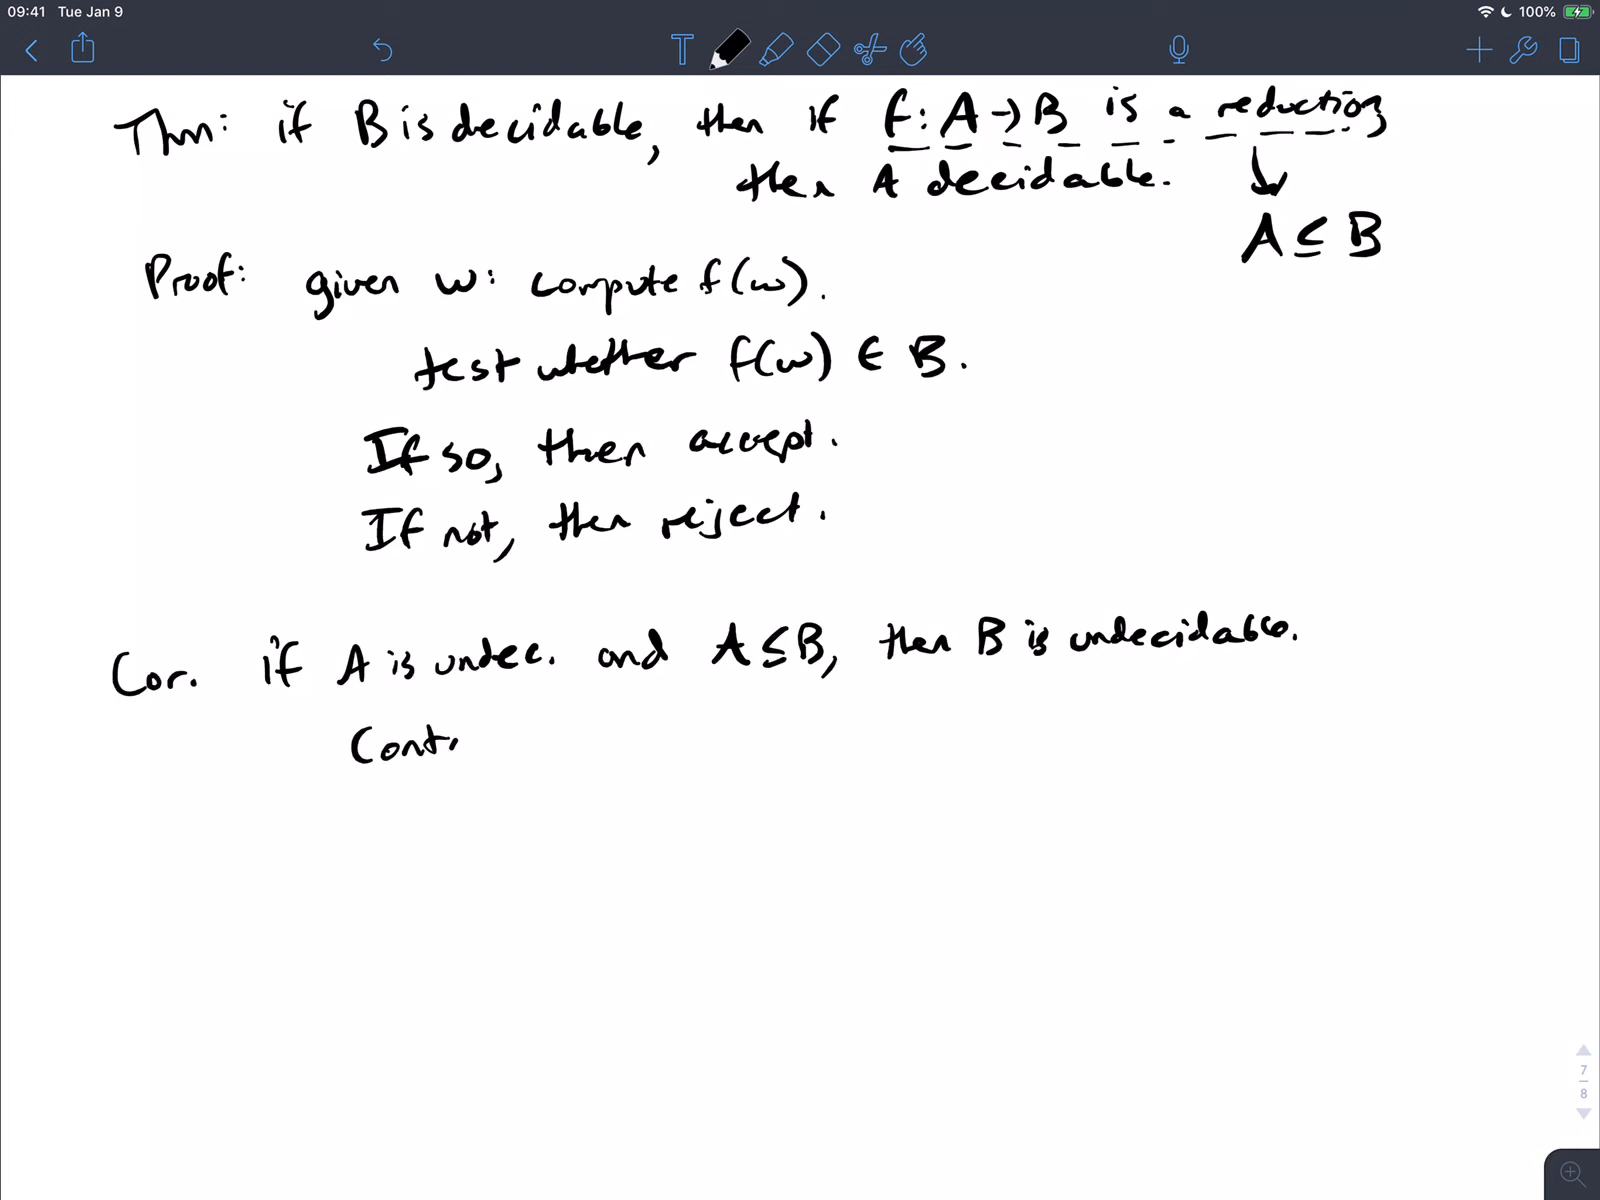 09:41 Tue Jan 9 100%
T
Thm: if B is decidable, then if f: A → B is a reduction
then A decidable.
A ≤ B
Proof: given w: compute f(w).
test whether f(w) ∈ B.
If so, then accept.
If not, then reject.
Cor. if A is undec. and A ≤ B, then B is undecidable.
Contr
7
8